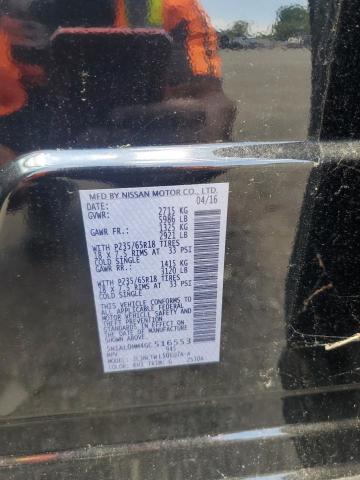 MFD BY NISSAN MOTOR CO., LTD.
DATE: 04/16
GVWR: 2715 KG
5986 LB
GAWR FR.: 1325 KG
2921 LB
WITH P235/65R18 TIRES
18 X 7.5 RIMS AT 33 PSI
COLD SINGLE
GAWR RR.: 1415 KG
3120 LB
WITH P235/65R18 TIRES
18 X 7.5 RIMS AT 33 PSI
COLD SINGLE
THIS VEHICLE CONFORMS TO
ALL APPLICABLE FEDERAL
MOTOR VEHICLE SAFETY AND
THEFT PREVENTION
STANDARDS IN EFFECT ON
THE DATE OF MANUFACTURE
SHOWN ABOVE.
516553
MPV
MODEL:
COLOR: TRIM: G